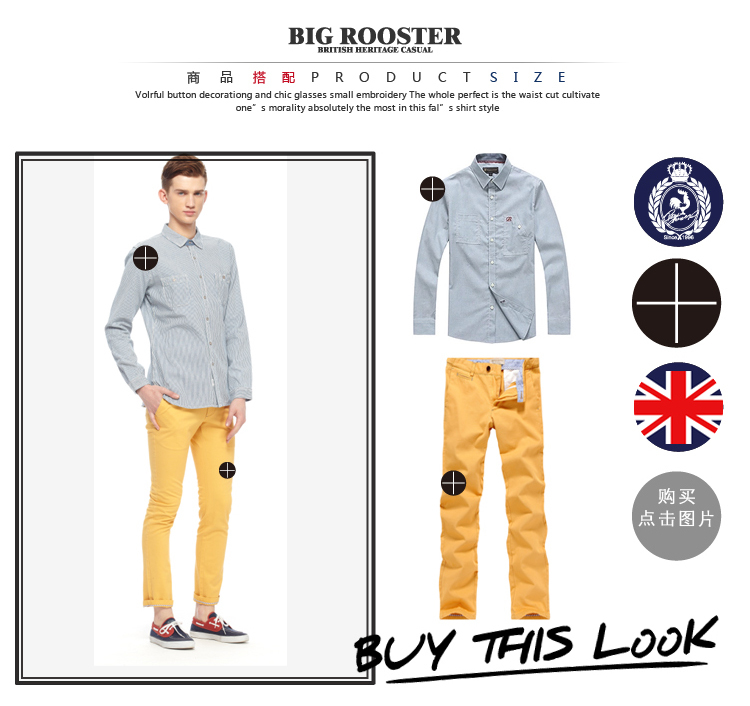 BIG ROOSTER
BRITISH HERITAGE CASUAL
商品搭配 PRODUCT SIZE
Volrful button decorationg and chic glasses small embroidery The whole perfect is the waist cut cultivate
one”s morality absolutely the most in this fal”s shirt style
Since 1996
购买
点击图片
BUY THIS LOOK